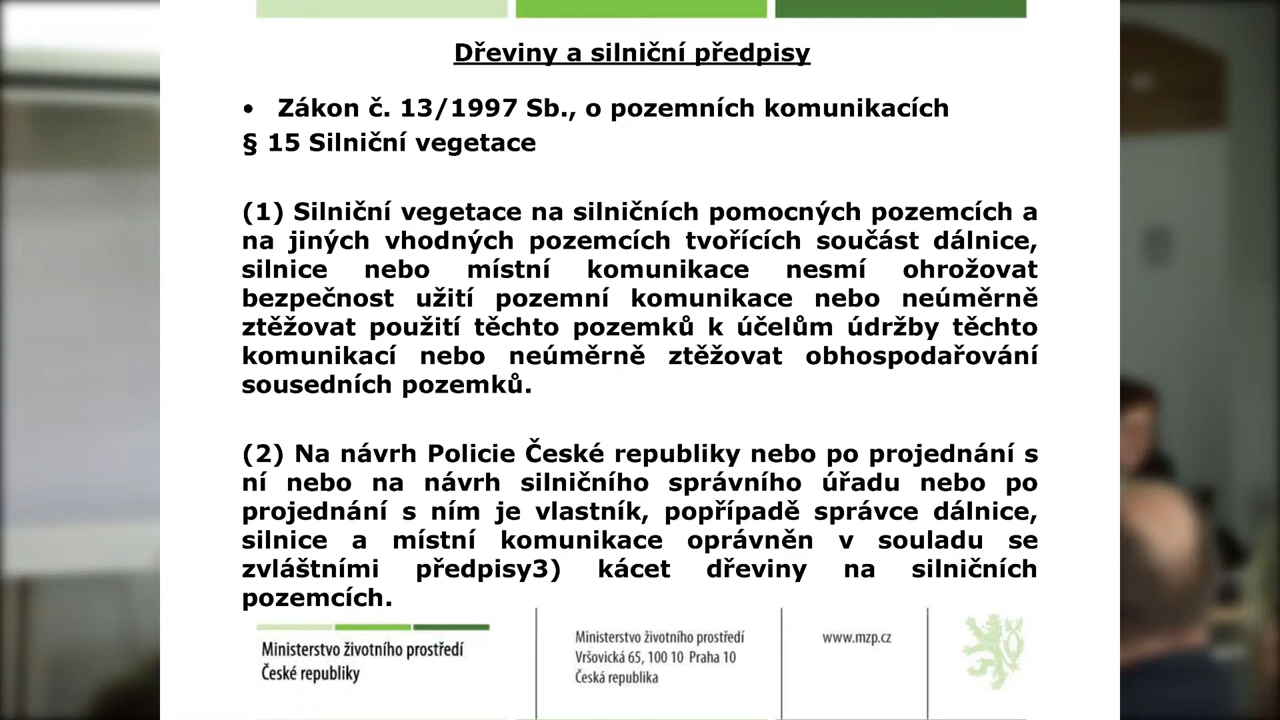 Dřeviny a silniční předpisy
• Zákon č. 13/1997 Sb., o pozemních komunikacích
§ 15 Silniční vegetace
(1) Silniční vegetace na silničních pomocných pozemcích a
na jiných vhodných pozemcích tvořících součást dálnice,
silnice nebo místní komunikace nesmí ohrožovat
bezpečnost užití pozemní komunikace nebo neúměrně
ztěžovat použití těchto pozemků k účelům údržby těchto
komunikací nebo neúměrně ztěžovat obhospodařování
sousedních pozemků.
(2) Na návrh Policie České republiky nebo po projednání s
ní nebo na návrh silničního správního úřadu nebo po
projednání s ním je vlastník, popřípadě správce dálnice,
silnice a místní komunikace oprávněn v souladu se
zvláštními předpisy3) kácet dřeviny na silničních
pozemcích.
Ministerstvo životního prostředí
České republiky
Ministerstvo životního prostředí
Vršovická 65, 100 10 Praha 10
Česká republika
www.mzp.cz